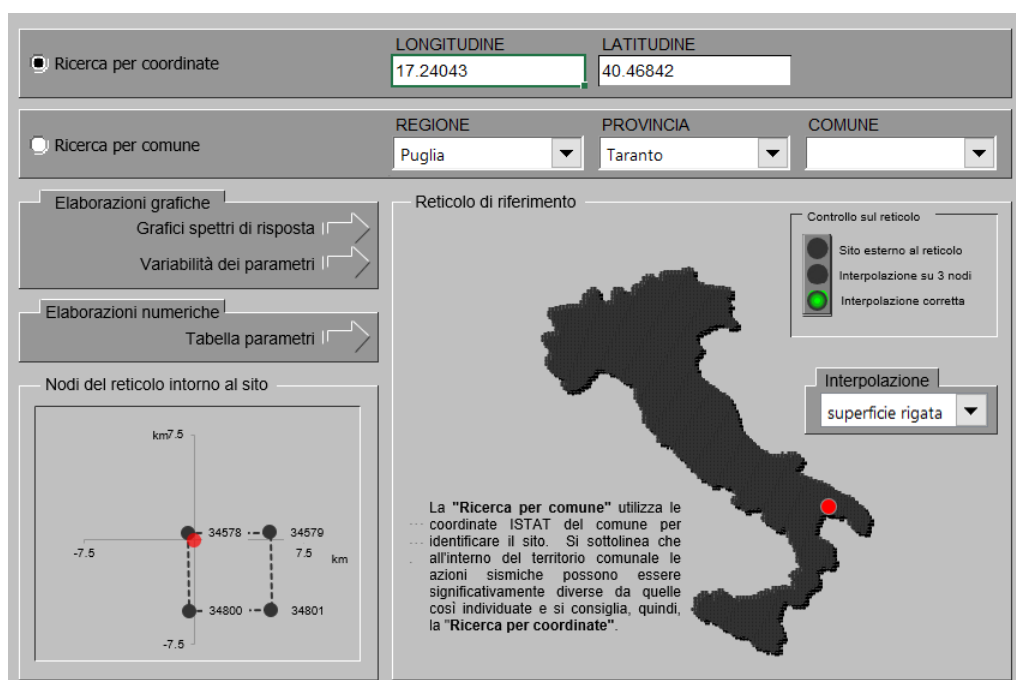 LONGITUDINE LATITUDINE
Ricerca per coordinate 17.24043 40.46842
REGIONE PROVINCIA COMUNE
Ricerca per comune Puglia Taranto
Elaborazioni grafiche
Grafici spettri di risposta
Variabilità dei parametri
Elaborazioni numeriche
Tabella parametri
Nodi del reticolo intorno al sito
km 7.5
34578 34579
-7.5 7.5 km
34800 34801
-7.5
Reticolo di riferimento
Controllo sul reticolo
Sito esterno al reticolo
Interpolazione su 3 nodi
Interpolazione corretta
Interpolazione
superficie rigata
La "Ricerca per comune" utilizza le
coordinate ISTAT del comune per
identificare il sito. Si sottolinea che
all'interno del territorio comunale le
azioni sismiche possono essere
significativamente diverse da quelle
così individuate e si consiglia, quindi,
la "Ricerca per coordinate".